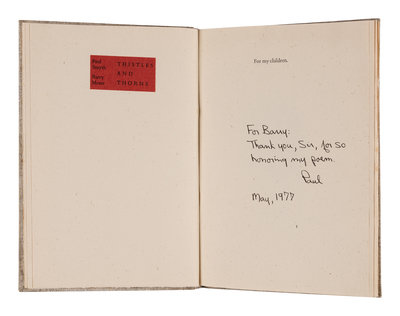 Paul THISTLES
Smyth AND
Barry THORNS
Moser
For my children.
For Barry:
Thank you, Sir, for so
honoring my poem.
Paul
May, 1977